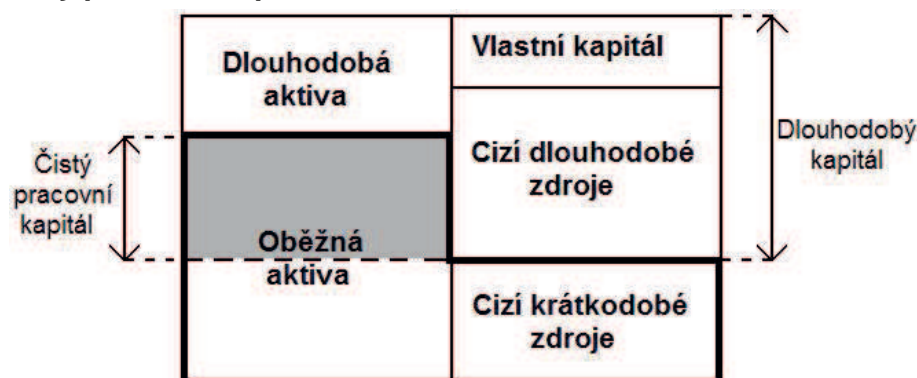 Dlouhodobá
aktiva
Vlastní kapitál
Cizí dlouhodobé
zdroje
Dlouhodobý
kapitál
Čistý
pracovní
kapitál
Oběžná
aktiva
Cizí krátkodobé
zdroje